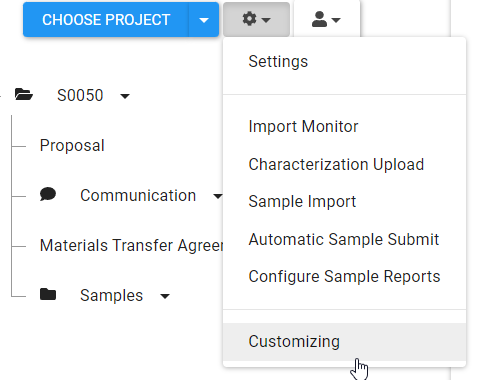 CHOOSE PROJECT
S0050
Proposal
Communication
Materials Transfer Agreer
Samples
Settings
Import Monitor
Characterization Upload
Sample Import
Automatic Sample Submit
Configure Sample Reports
Customizing